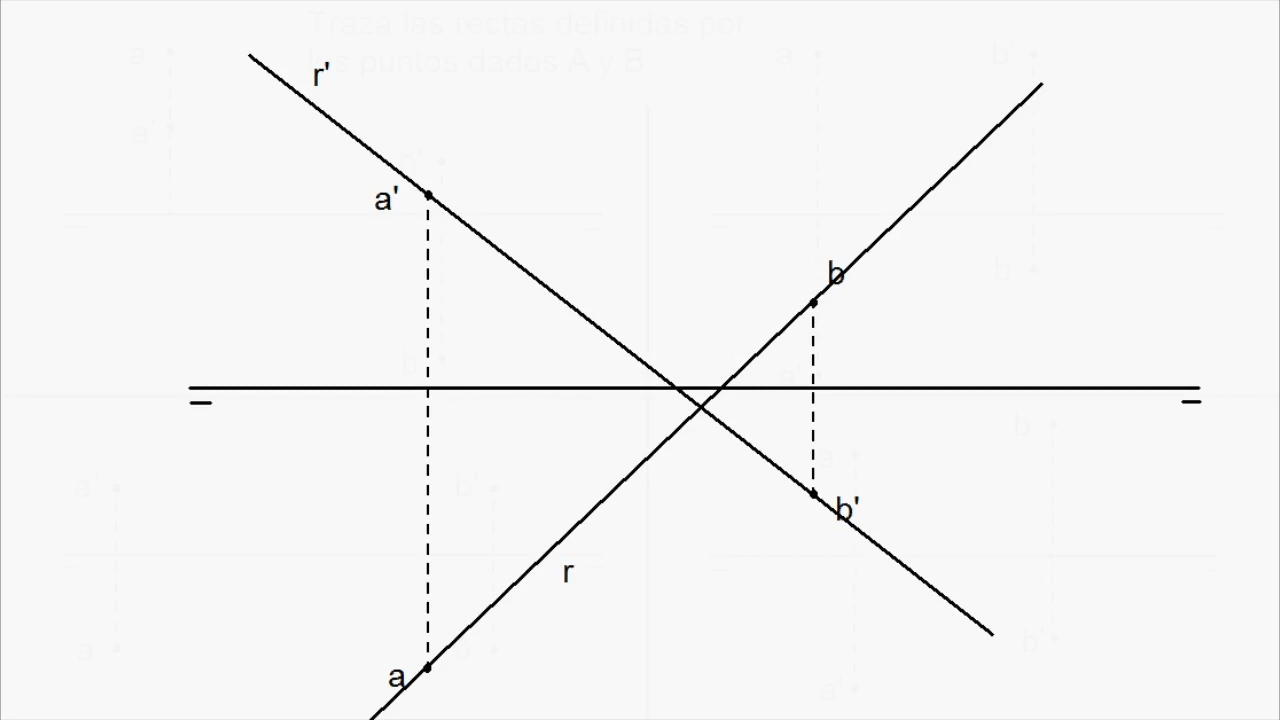 Traza las rectas definidas por
los puntos dados A y B
r'
a'
b
b'
r
a
a
a'
b'
b
a
b'
b
a'
a'
b'
a
b
a
b
b'
a'